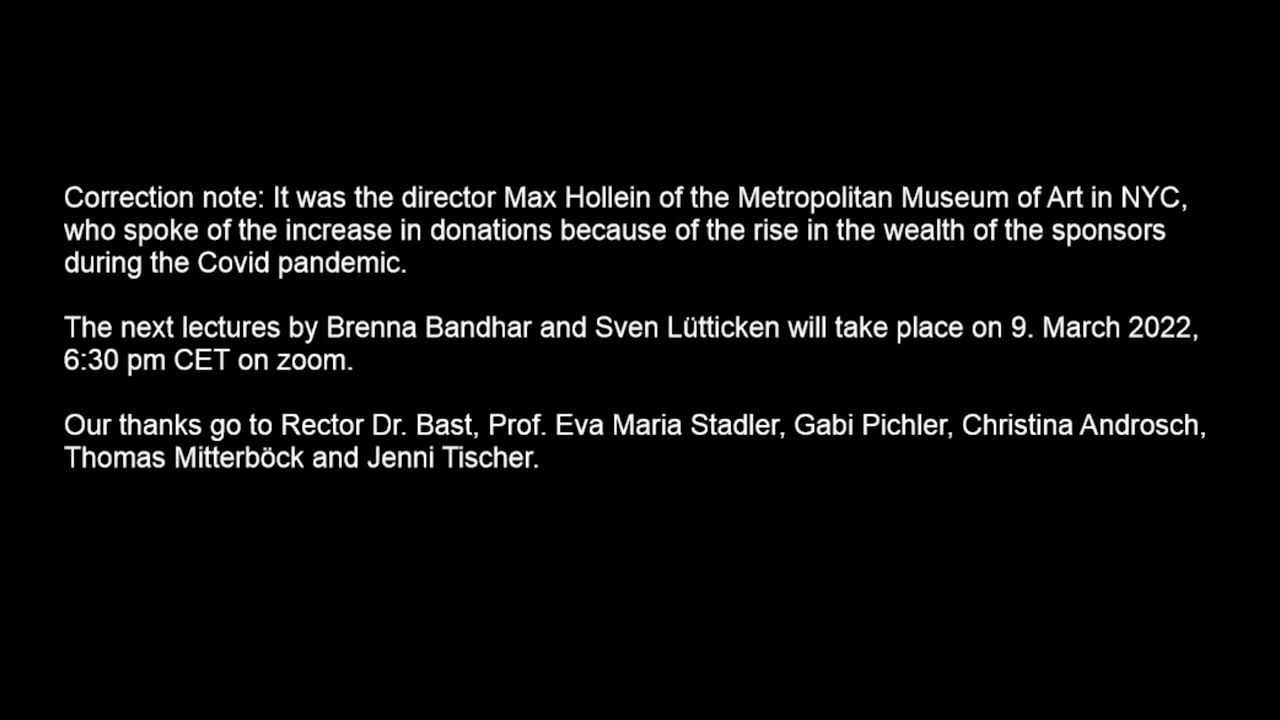 Correction note: It was the director Max Hollein of the Metropolitan Museum of Art in NYC,
who spoke of the increase in donations because of the rise in the wealth of the sponsors
during the Covid pandemic.
The next lectures by Brenna Bandhar and Sven Lütticken will take place on 9. March 2022,
6:30 pm CET on zoom.
Our thanks go to Rector Dr. Bast, Prof. Eva Maria Stadler, Gabi Pichler, Christina Androsch,
Thomas Mitterböck and Jenni Tischer.